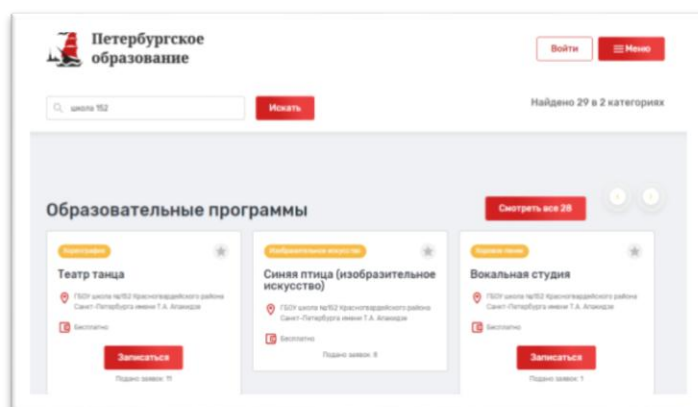 Петербургское
образование
Войти
Меню
школа 152
Искать
Найдено 29 в 2 категориях
Образовательные программы
Смотреть все 28
Хореография
Театр танца
ГБОУ школа №152 Красногвардейского района
Санкт-Петербурга имени Т.А. Апакидзе
Бесплатно
Записаться
Подано заявок: 11
Изобразительное искусство
Синяя птица (изобразительное
искусство)
ГБОУ школа №152 Красногвардейского района
Санкт-Петербурга имени Т.А. Апакидзе
Бесплатно
Подано заявок: 8
Хоровое пение
Вокальная студия
ГБОУ школа №152 Красногвардейского района
Санкт-Петербурга имени Т.А. Апакидзе
Бесплатно
Записаться
Подано заявок: 1